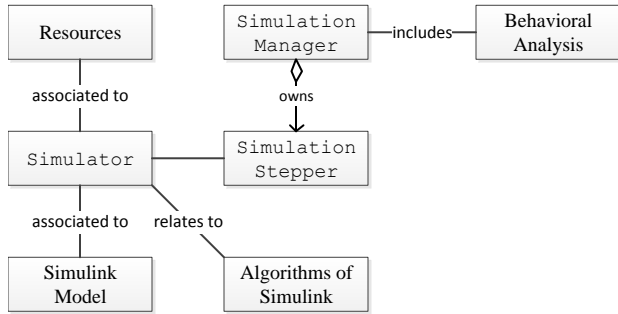 Resources
Simulation
Manager
includes
Behavioral
Analysis
associated to
owns
Simulator
Simulation
Stepper
associated to
relates to
Simulink
Model
Algorithms of
Simulink